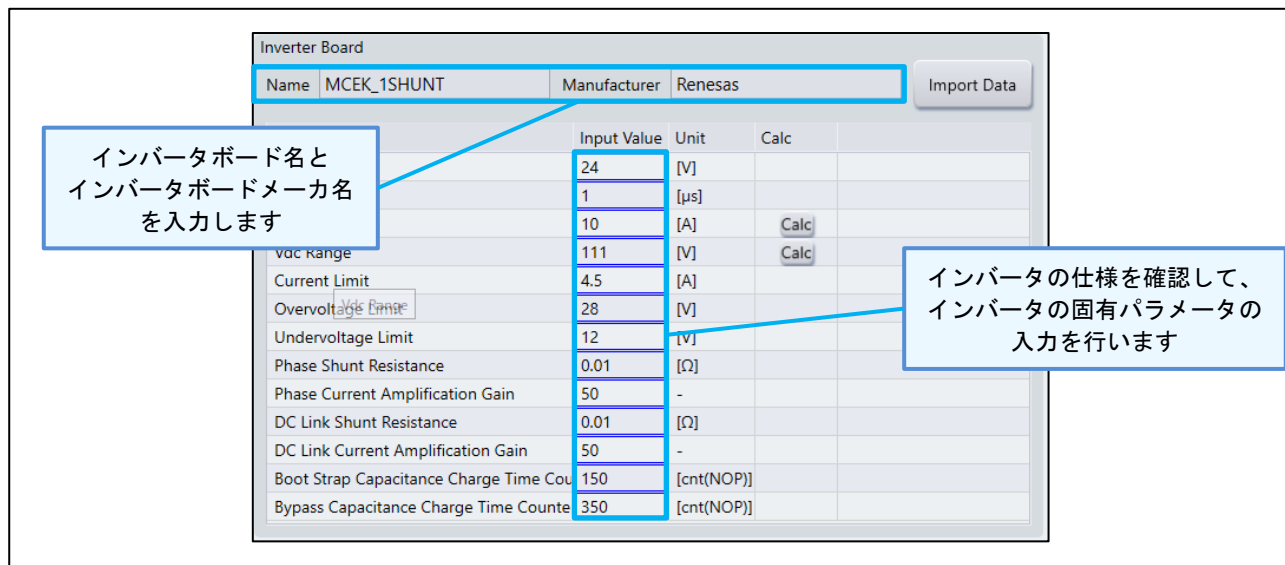 Inverter Board
Name MCEK_1SHUNT Manufacturer Renesas Import Data
Input Value Unit Calc
24 [V]
1 [μs]
10 [A] Calc
Vdc Range 111 [V] Calc
Current Limit 4.5 [A]
Overvoltage Limit 28 [V]
Vdc Range
Undervoltage Limit 12 [V]
Phase Shunt Resistance 0.01 [Ω]
Phase Current Amplification Gain 50 -
DC Link Shunt Resistance 0.01 [Ω]
DC Link Current Amplification Gain 50 -
Boot Strap Capacitance Charge Time Cou 150 [cnt(NOP)]
Bypass Capacitance Charge Time Counte 350 [cnt(NOP)]
インバータボード名と
インバータボードメーカ名
を入力します
インバータの仕様を確認して、
インバータの固有パラメータの
入力を行います